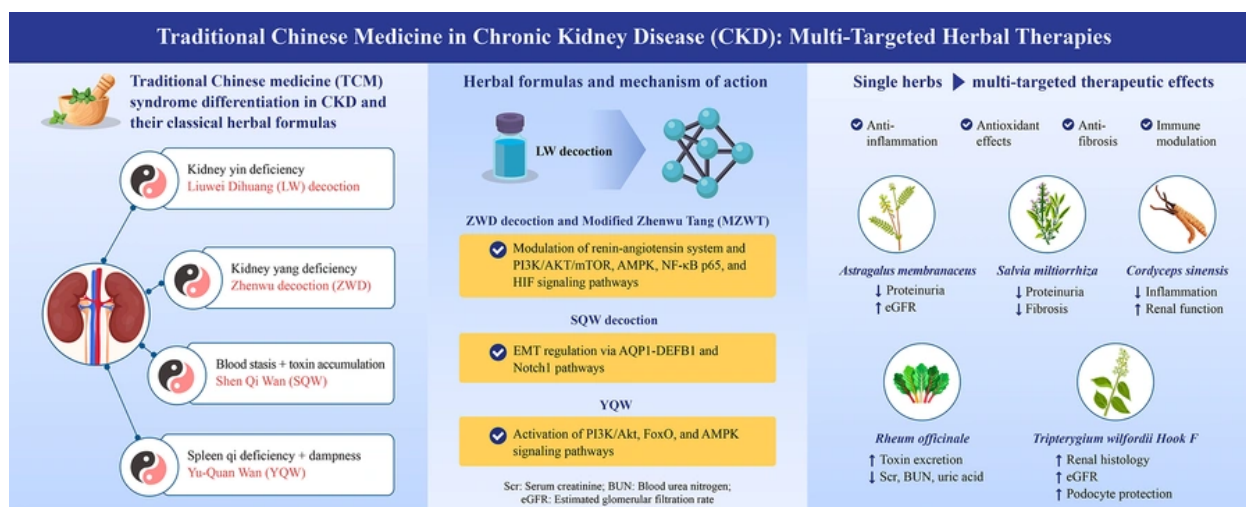 Traditional Chinese Medicine in Chronic Kidney Disease (CKD): Multi-Targeted Herbal Therapies
Traditional Chinese medicine (TCM)
syndrome differentiation in CKD and
their classical herbal formulas
Kidney yin deficiency
Liuwei Dihuang (LW) decoction
Kidney yang deficiency
Zhenwu decoction (ZWD)
Blood stasis + toxin accumulation
Shen Qi Wan (SQW)
Spleen qi deficiency + dampness
Yu-Quan Wan (YQW)
Herbal formulas and mechanism of action
LW decoction
ZWD decoction and Modified Zhenwu Tang (MZWT)
Modulation of renin-angiotensin system and
PI3K/AKT/mTOR, AMPK, NF-κB p65, and
HIF signaling pathways
SQW decoction
EMT regulation via AQP1-DEFB1 and
Notch1 pathways
YQW
Activation of PI3K/Akt, FoxO, and AMPK
signaling pathways
Scr: Serum creatinine; BUN: Blood urea nitrogen;
eGFR: Estimated glomerular filtration rate
Single herbs ▶ multi-targeted therapeutic effects
Anti-
inflammation
Antioxidant
effects
Anti-
fibrosis
Immune
modulation
Astragalus membranaceus
↓ Proteinuria
↑ eGFR
Salvia miltiorrhiza
↓ Proteinuria
↓ Fibrosis
Cordyceps sinensis
↓ Inflammation
↑ Renal function
Rheum officinale
↑ Toxin excretion
↓ Scr, BUN, uric acid
Tripterygium wilfordii Hook F
↑ Renal histology
↑ eGFR
↑ Podocyte protection